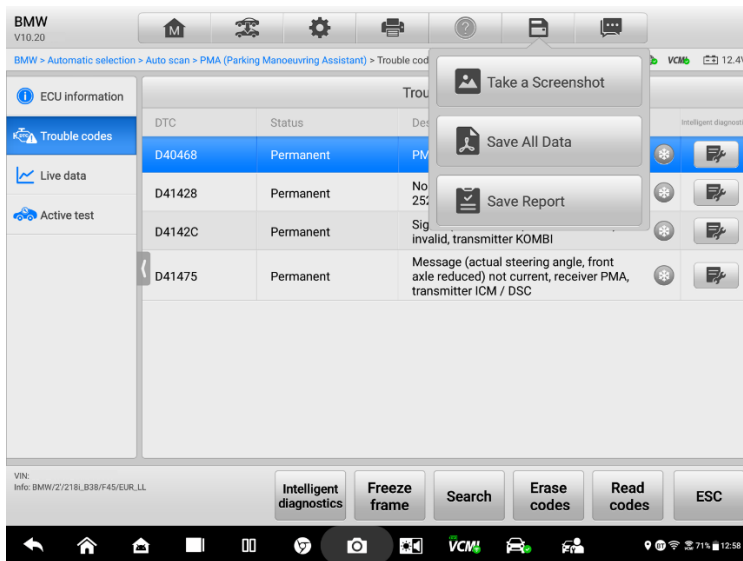 BMW
V10.20
BMW > Automatic selection > Auto scan > PMA (Parking Manoeuvring Assistant) > Trouble cod
VCMI
12.4V
Take a Screenshot
Save All Data
Save Report
ECU information
Trouble codes
Live data
Active test
Trou
DTC Status Des Intelligent diagnosti
D40468 Permanent PM
D41428 Permanent No
252
D4142C Permanent Sig
invalid, transmitter KOMBI
D41475 Permanent Message (actual steering angle, front
axle reduced) not current, receiver PMA,
transmitter ICM / DSC
VIN:
Info: BMW/2'/218i_B38/F45/EUR_LL
Intelligent
diagnostics
Freeze
frame
Search
Erase
codes
Read
codes
ESC
VCMI
71% 12:58